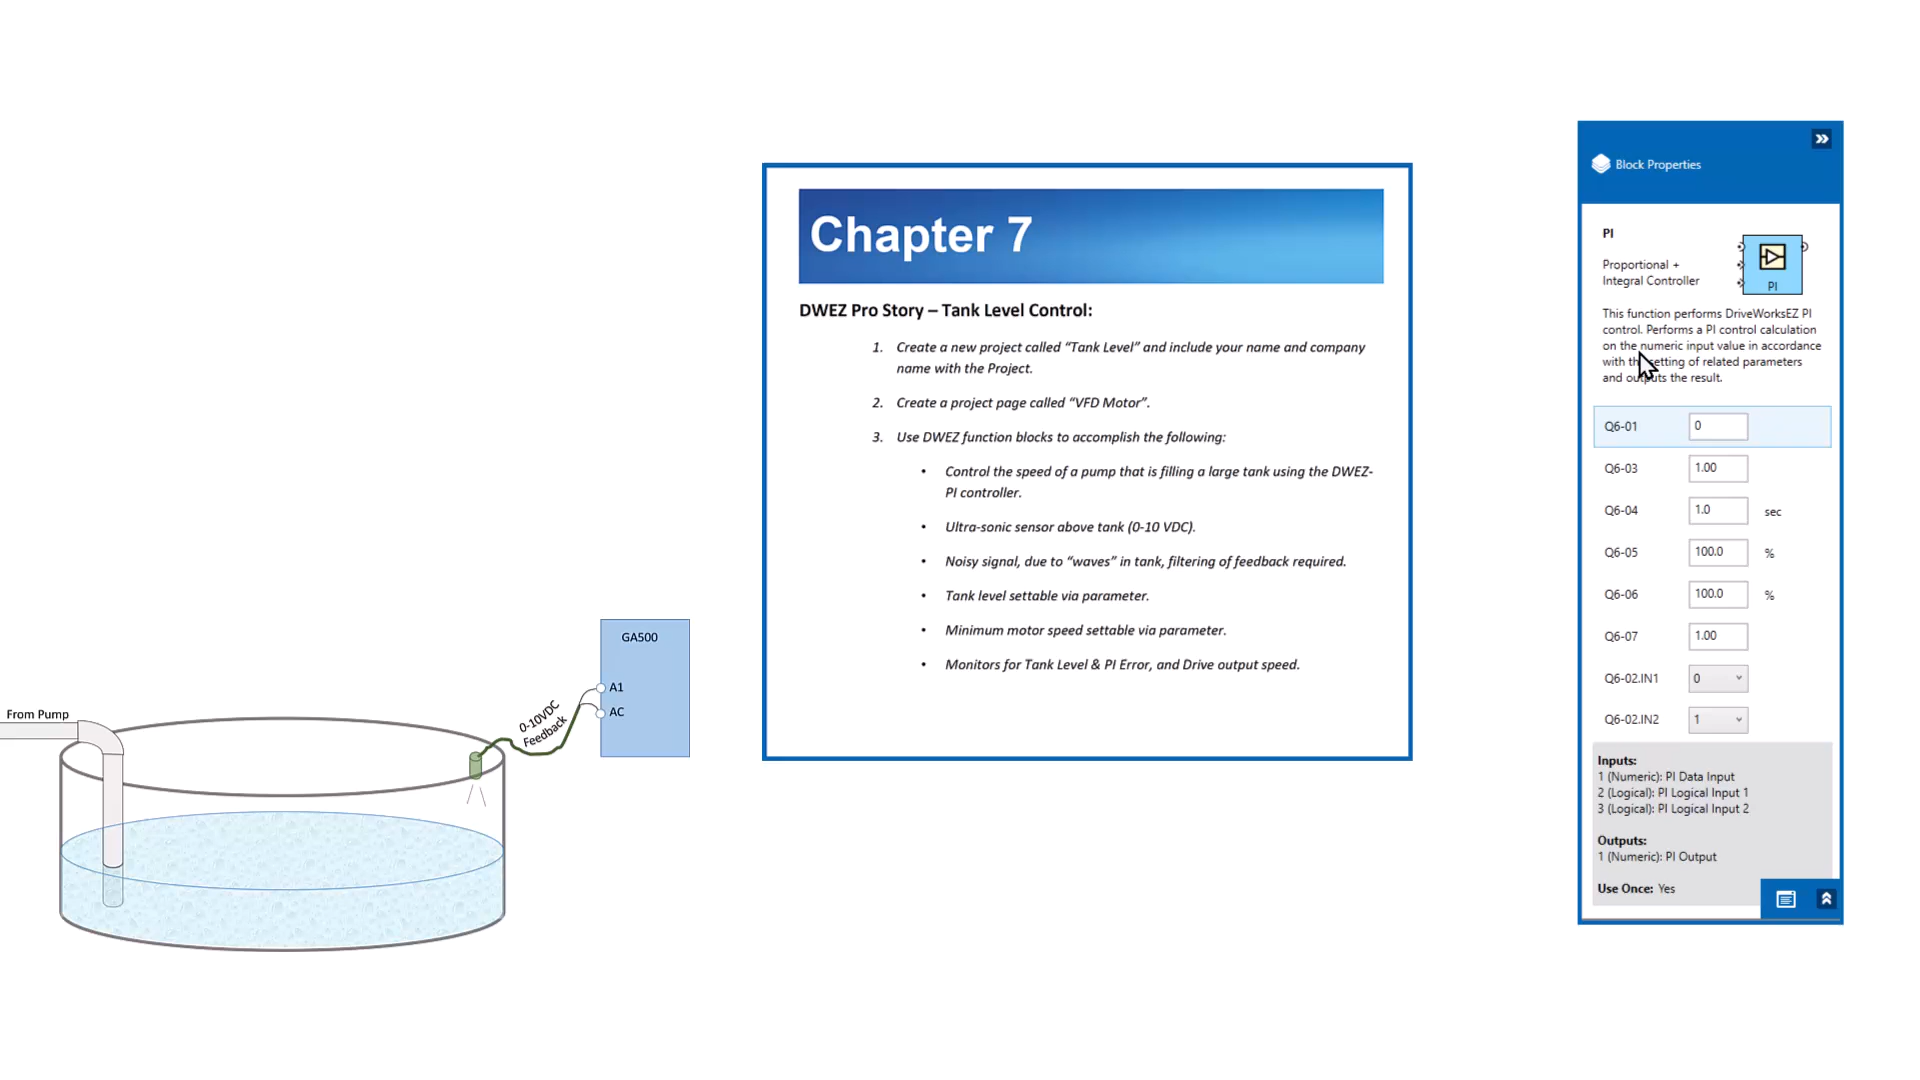 From Pump
0-10VDC
Feedback
GA500
A1
AC
Chapter 7
DWEZ Pro Story – Tank Level Control:
1. Create a new project called “Tank Level” and include your name and company
name with the Project.
2. Create a project page called “VFD Motor”.
3. Use DWEZ function blocks to accomplish the following:
• Control the speed of a pump that is filling a large tank using the DWEZ-
PI controller.
• Ultra-sonic sensor above tank (0-10 VDC).
• Noisy signal, due to “waves” in tank, filtering of feedback required.
• Tank level settable via parameter.
• Minimum motor speed settable via parameter.
• Monitors for Tank Level & PI Error, and Drive output speed.
Block Properties
PI
Proportional +
Integral Controller
PI
This function performs DriveWorksEZ PI
control. Performs a PI control calculation
on the numeric input value in accordance
with the setting of related parameters
and outputs the result.
Q6-01 0
Q6-03 1.00
Q6-04 1.0 sec
Q6-05 100.0 %
Q6-06 100.0 %
Q6-07 1.00
Q6-02.IN1 0
Q6-02.IN2 1
Inputs:
1 (Numeric): PI Data Input
2 (Logical): PI Logical Input 1
3 (Logical): PI Logical Input 2
Outputs:
1 (Numeric): PI Output
Use Once: Yes